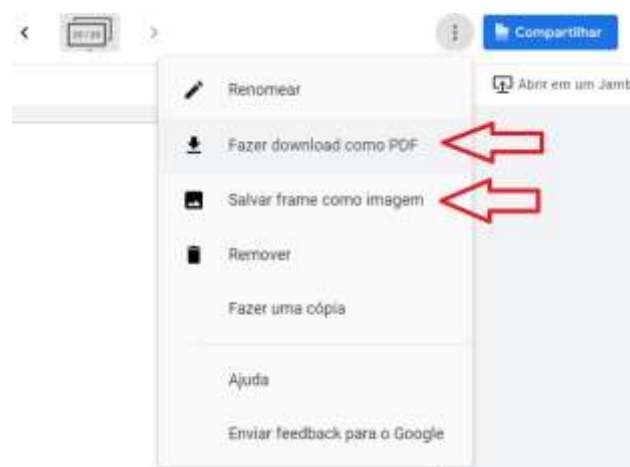 Compartilhar
Renomear
Abrir em um Jamb
Fazer download como PDF
Salvar frame como imagem
Remover
Fazer uma cópia
Ajuda
Enviar feedback para o Google